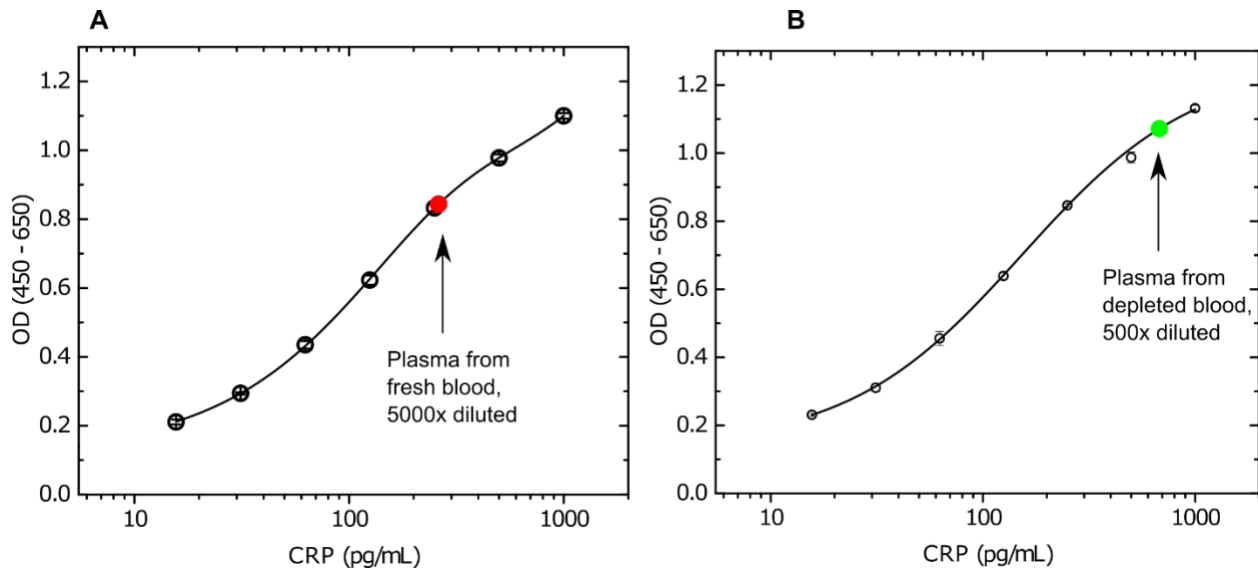 A
1.2
1.0
0.8
0.6
0.4
0.2
0.0
OD (450 - 650)
Plasma from
fresh blood,
5000x diluted
10
100
1000
CRP (pg/mL)
B
1.2
1.0
0.8
0.6
0.4
0.2
0.0
OD (450 - 650)
Plasma from
depleted blood,
500x diluted
10
100
1000
CRP (pg/mL)